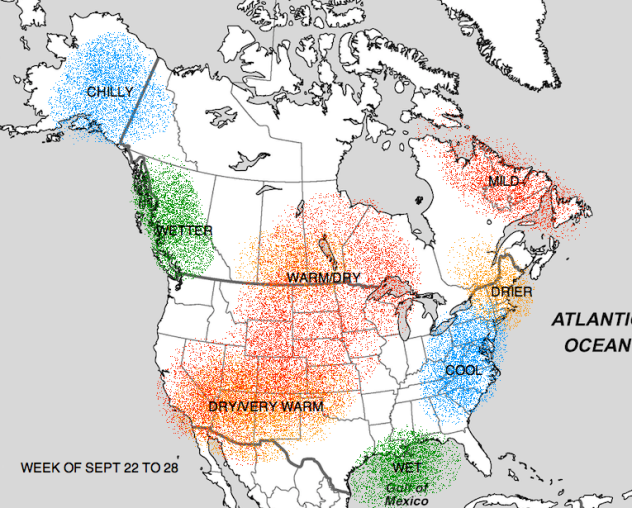 CHILLY
MILD
WETTER
WARM/DRY
DRIER
ATLANTIC
OCEAN
COOL
DRY/VERY WARM
WEEK OF SEPT 22 TO 28
WET
Gulf of
Mexico